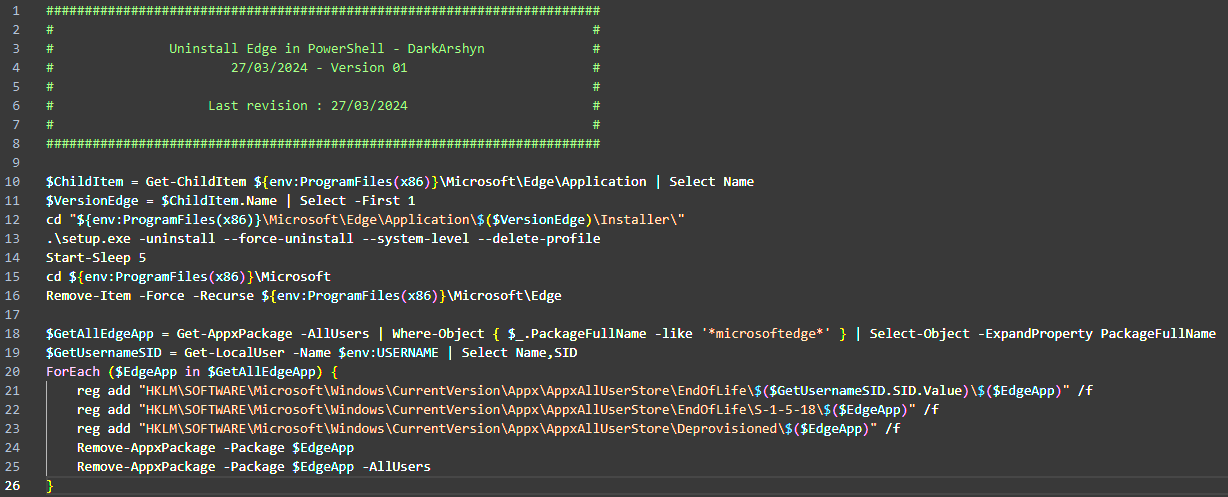 1 ########################################################################
2 # #
3 # Uninstall Edge in PowerShell - DarkArshyn #
4 # 27/03/2024 - Version 01 #
5 # #
6 # Last revision : 27/03/2024 #
7 # #
8 ########################################################################
9
10 $ChildItem = Get-ChildItem ${env:ProgramFiles(x86)}\Microsoft\Edge\Application | Select Name
11 $VersionEdge = $ChildItem.Name | Select -First 1
12 cd "${env:ProgramFiles(x86)}\Microsoft\Edge\Application\$($VersionEdge)\Installer\"
13 .\setup.exe -uninstall --force-uninstall --system-level --delete-profile
14 Start-Sleep 5
15 cd ${env:ProgramFiles(x86)}\Microsoft
16 Remove-Item -Force -Recurse ${env:ProgramFiles(x86)}\Microsoft\Edge
17
18 $GetAllEdgeApp = Get-AppxPackage -AllUsers | Where-Object { $_.PackageFullName -like '*microsoftedge*' } | Select-Object -ExpandProperty PackageFullName
19 $GetUsernameSID = Get-LocalUser -Name $env:USERNAME | Select Name,SID
20 ForEach ($EdgeApp in $GetAllEdgeApp) {
21 reg add "HKLM\SOFTWARE\Microsoft\Windows\CurrentVersion\Appx\AppxAllUserStore\EndOfLife\$($GetUsernameSID.SID.Value)\$($EdgeApp)" /f
22 reg add "HKLM\SOFTWARE\Microsoft\Windows\CurrentVersion\Appx\AppxAllUserStore\EndOfLife\S-1-5-18\$($EdgeApp)" /f
23 reg add "HKLM\SOFTWARE\Microsoft\Windows\CurrentVersion\Appx\AppxAllUserStore\Deprovisioned\$($EdgeApp)" /f
24 Remove-AppxPackage -Package $EdgeApp
25 Remove-AppxPackage -Package $EdgeApp -AllUsers
26 }